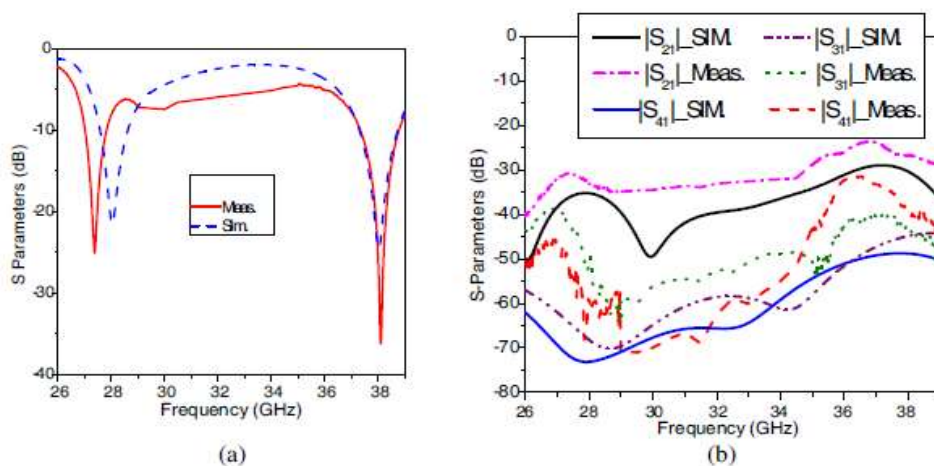 (a)
0
-10
-20
-30
-40
S Parameters (dB)
Meas.
Sim.
26 28 30 32 34 36 38
Frequency (GHz)
(a)
(b)
0
-10
-20
-30
-40
-50
-60
-70
-80
S-Parameters (dB)
|S21|_SIM. |S31|_SIM.
|S21|_Meas. |S31|_Meas.
|S41|_SIM. |S41|_Meas.
26 28 30 32 34 36 38
Frequency (GHz)
(b)